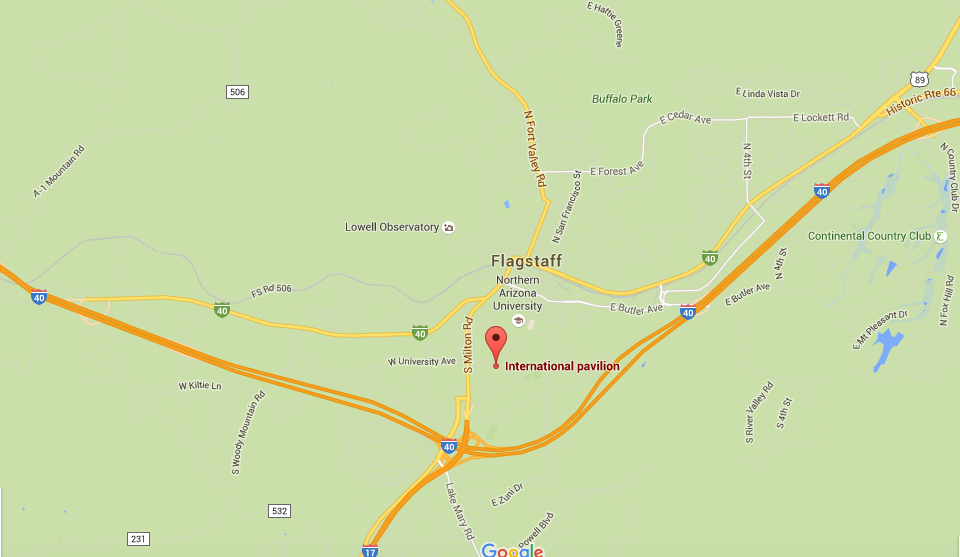 E Hattie Greene
89
506
Buffalo Park
E Linda Vista Dr
Historic Rte 66
N Fort Valley Rd
E Cedar Ave
E Lockett Rd
A-1 Mountain Rd
N 4th St
N Country Club Dr
E Forest Ave
N San Francisco St
40
Lowell Observatory
Continental Country Club
Flagstaff
40
N 4th St
Northern
Arizona
University
FS Rd 506
40
40
E Butler Ave
E Butler Ave
40
N Fox Hill Rd
E Mt Pleasant Dr
40
S Milton Rd
W University Ave
International pavilion
W Kiltie Ln
S Woody Mountain Rd
S River Valley Rd
S 4th St
40
Lake Mary Rd
E Zuni Dr
532
Powell Blvd
231
17
Google